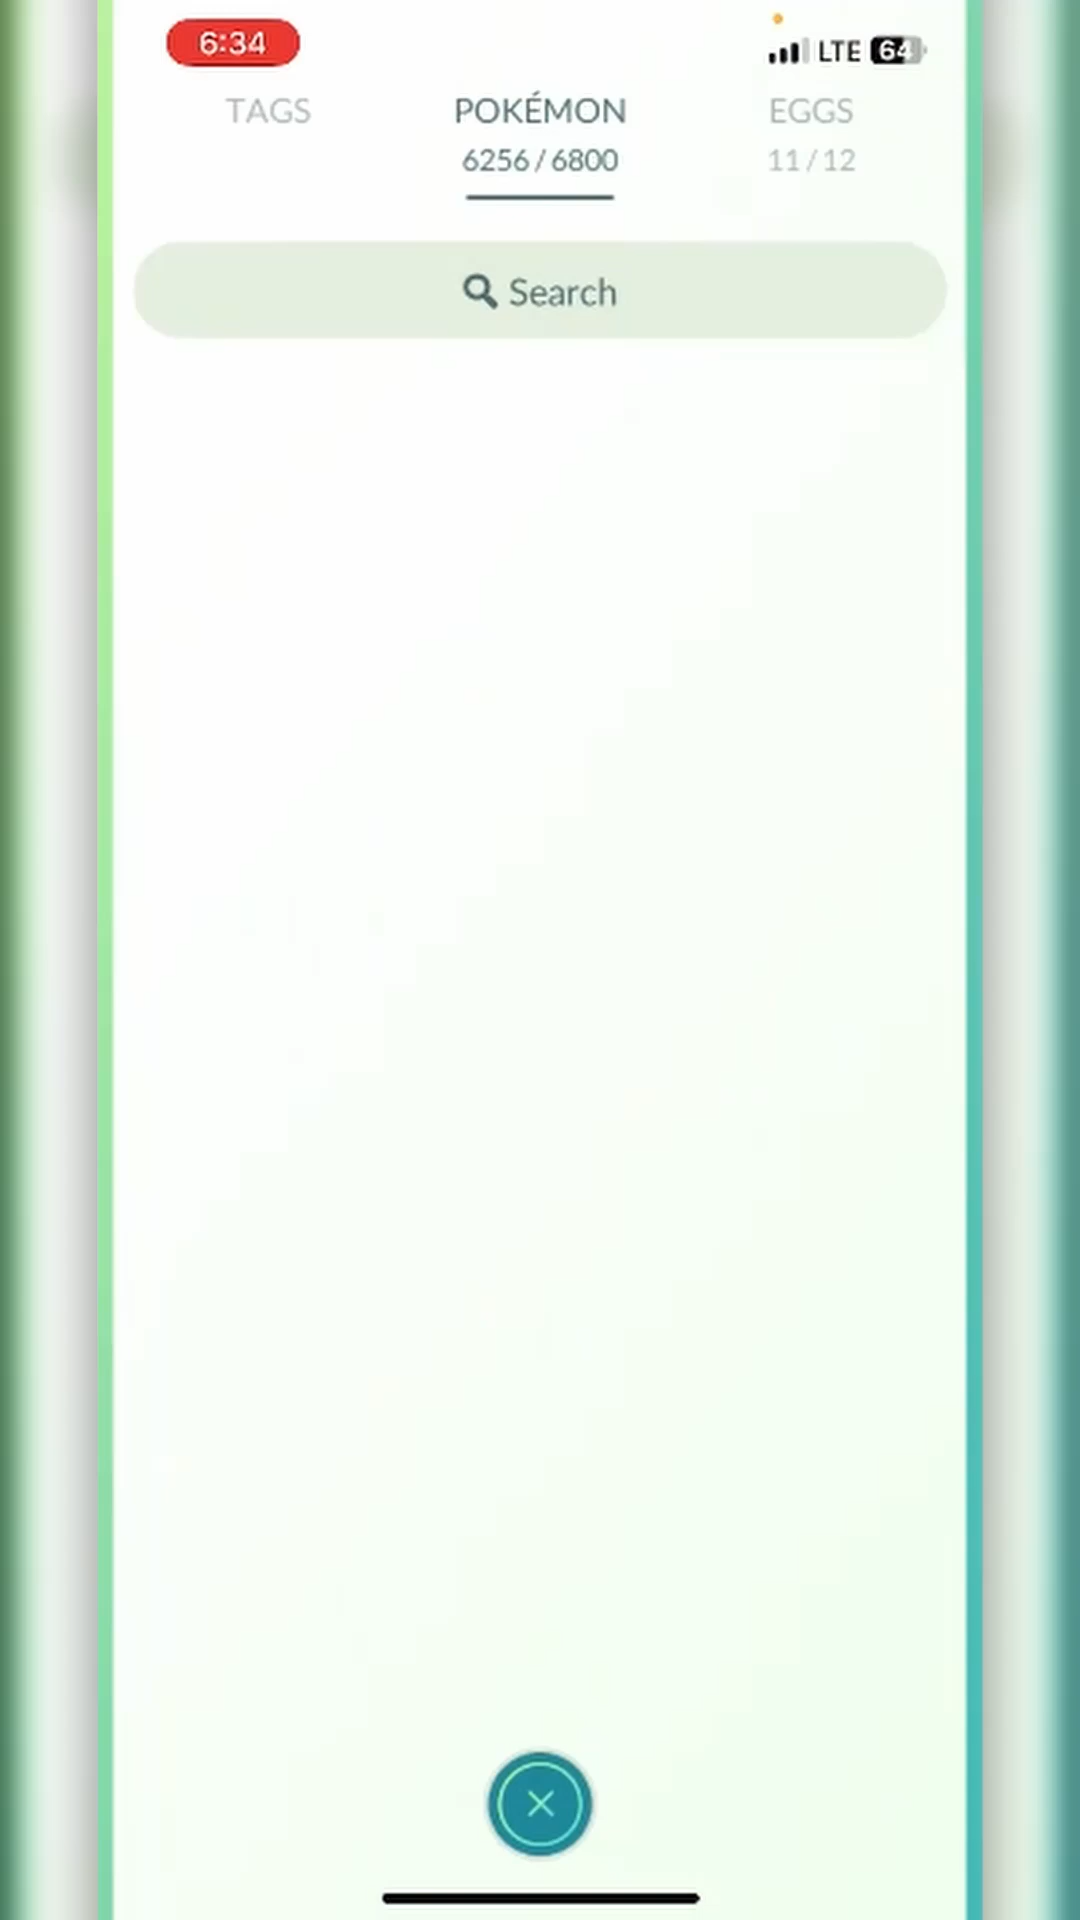 6:34
LTE 64
TAGS
POKÉMON
EGGS
6256 / 6800
11 / 12
Search